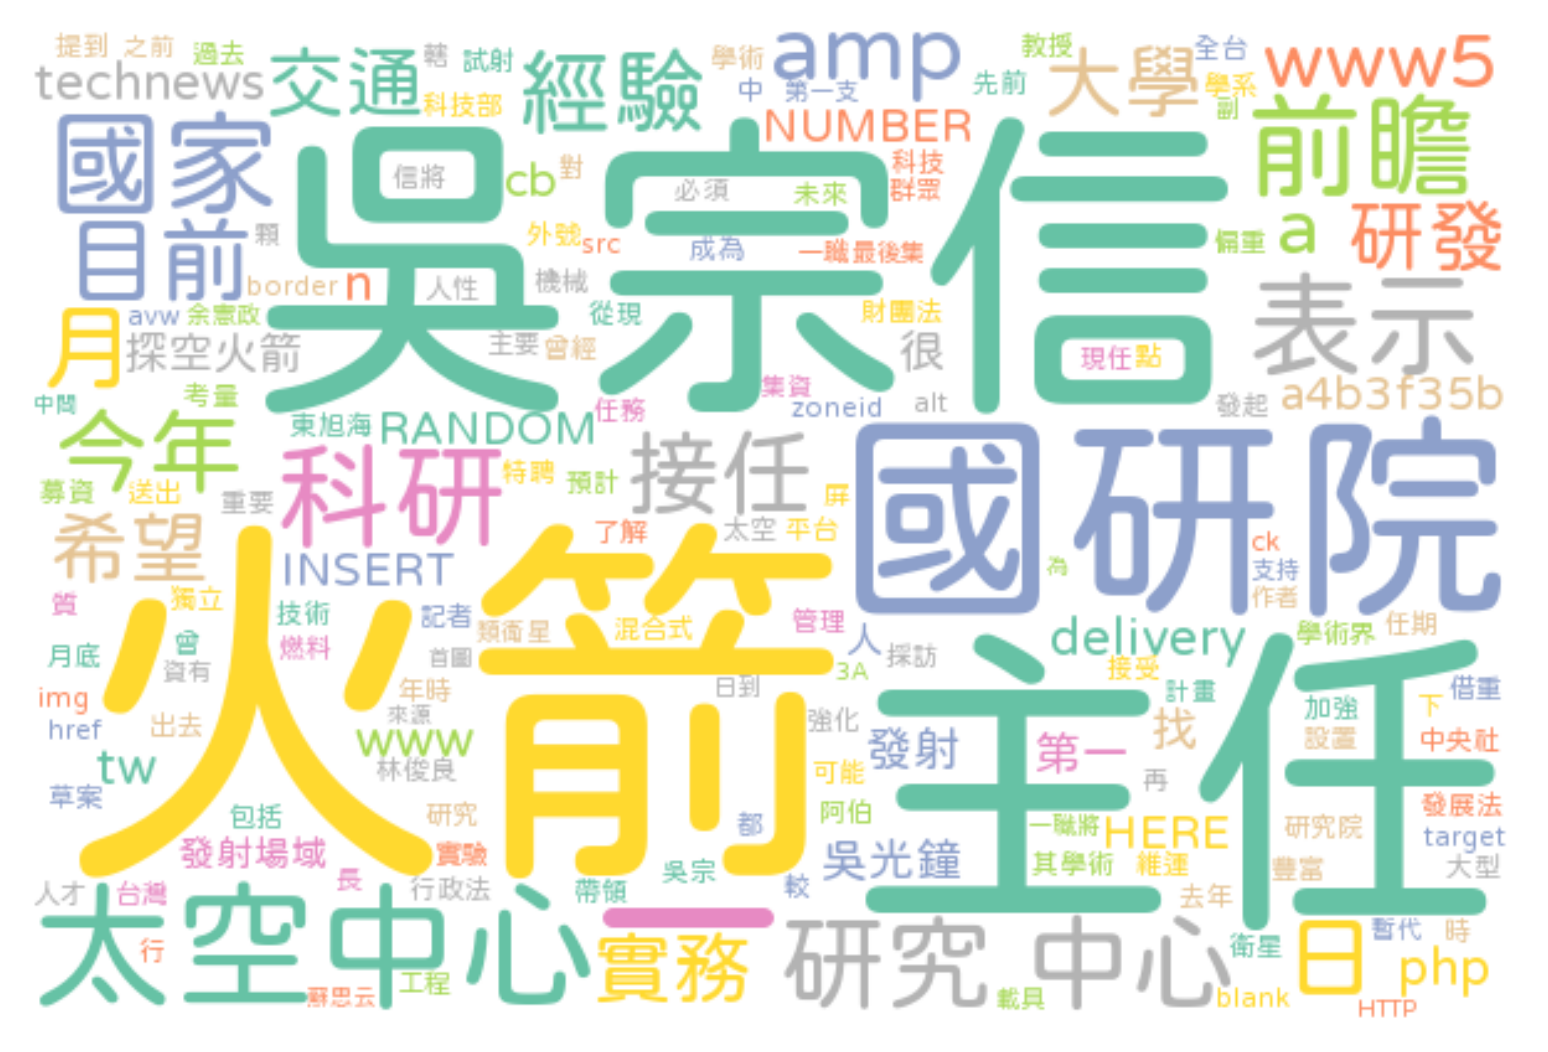 提到 之前 過去 交通 轄 試射 經驗 學術 amp 教授 大學 全台 www5
technews 科技部 中 第一支 先前 學系
國家 NUMBER 副 前瞻
吳宗信
信將 cb 對 必須 未來 科技
群眾
目前 顆 外號 src 成為 一職 最後集 偏重 a 研發
border n 人性 機械
月 avw 余憲政 從現 財團法 表示
探空火箭 主要 曾經 很 現任 點
中間 考量 集資 zoneid alt 發起 a4b3f35b
今年 東旭海 RANDOM 任務
國研院
科研 特聘 預計 接任 屏
募資 送出 重要
希望 INSERT 了解 太空 平台 ck
為 支持
火箭
質 獨立 技術 記者 類衛星 混合式 管理 人 作者
主任
月底 曾 燃料 首圖 採訪 delivery 學術界 任期
資有 3A 接受
img 年時 日到 計畫 借重
href 出去 來源 強化 找 加強 下
tw www 發射 第一 設置 中央社
草案 林俊良 可能 再
包括 研究 都 阿伯 一職將 HERE 研究院 發展法
發射場域 實驗 吳光鐘 其學術 維運 豐富 target
人才 台灣 長 行政法 帶領 吳宗 較 去年 大型
太空中心 一 研究 中心 日 暫代 時
行 實務 衛星 php
蘇思云 工程 載具 blank HTTP